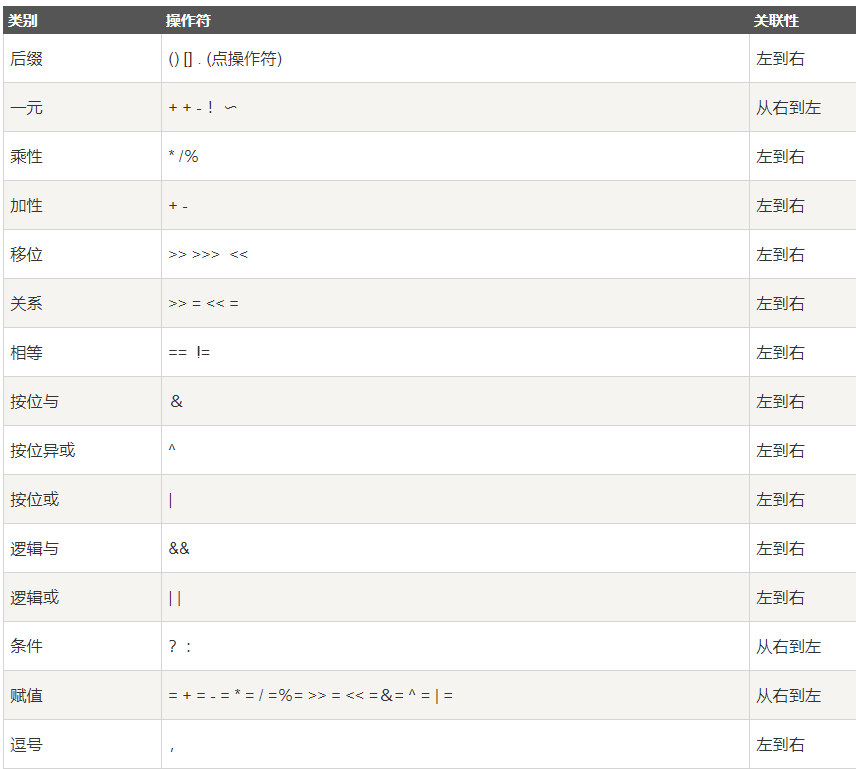 类别 操作符 关联性
后缀 () [] . (点操作符) 左到右
一元 + + - ! ∽ 从右到左
乘性 * /% 左到右
加性 + - 左到右
移位 >> >>> << 左到右
关系 >> = << = 左到右
相等 == != 左到右
按位与 & 左到右
按位异或 ^ 左到右
按位或 | 左到右
逻辑与 && 左到右
逻辑或 | | 左到右
条件 ? : 从右到左
赋值 = + = - = * = / =%= >> = << =&= ^ = | = 从右到左
逗号 , 左到右